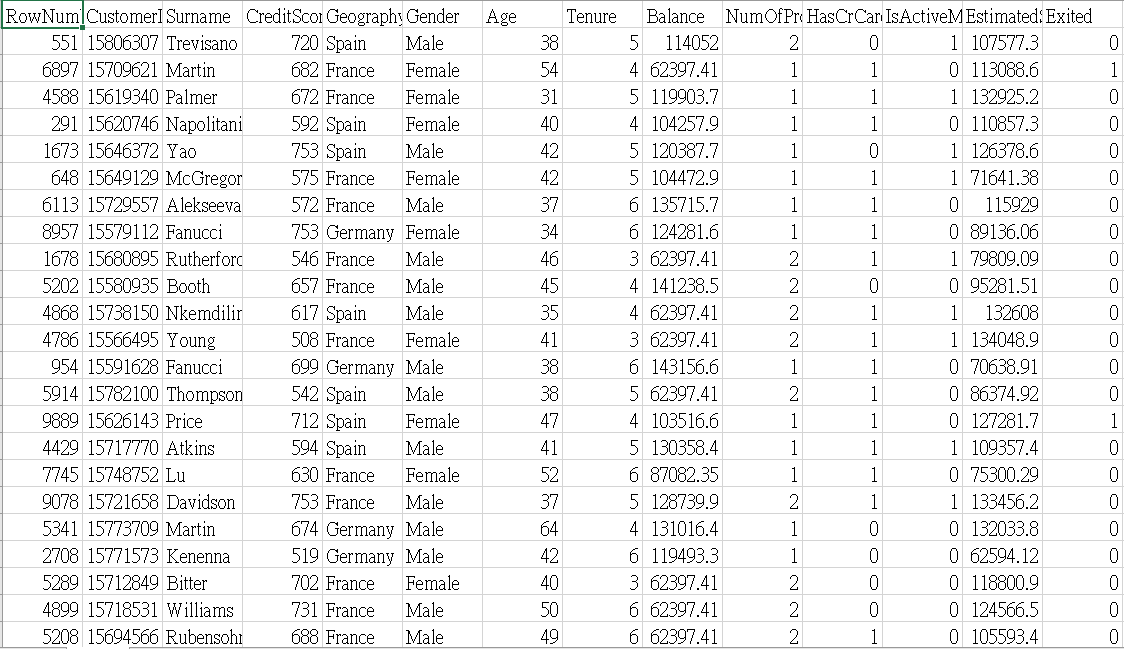 RowNum CustomerI Surname CreditScor Geography Gender Age Tenure Balance NumOfPro HasCrCard IsActiveM EstimatedS Exited
551 15806307 Trevisano 720 Spain Male 38 5 114052 2 0 1 107577.3 0
6897 15709621 Martin 682 France Female 54 4 62397.41 1 1 0 113088.6 1
4588 15619340 Palmer 672 France Female 31 5 119903.7 1 1 1 132925.2 0
291 15620746 Napolitani 592 Spain Female 40 4 104257.9 1 1 0 110857.3 0
1673 15646372 Yao 753 Spain Male 42 5 120387.7 1 0 1 126378.6 0
648 15649129 McGregor 575 France Female 42 5 104472.9 1 1 1 71641.38 0
6113 15729557 Alekseeva 572 France Male 37 6 135715.7 1 1 0 115929 0
8957 15579112 Fanucci 753 Germany Female 34 6 124281.6 1 1 0 89136.06 0
1678 15680895 Rutherford 546 France Male 46 3 62397.41 2 1 1 79809.09 0
5202 15580935 Booth 657 France Male 45 4 141238.5 2 0 0 95281.51 0
4868 15738150 Nkemdilin 617 Spain Male 35 4 62397.41 2 1 1 132608 0
4786 15566495 Young 508 France Female 41 3 62397.41 2 1 1 134048.9 0
954 15591628 Fanucci 699 Germany Male 38 6 143156.6 1 1 0 70638.91 0
5914 15782100 Thompson 542 Spain Male 38 5 62397.41 2 1 0 86374.92 0
9889 15626143 Price 712 Spain Female 47 4 103516.6 1 1 0 127281.7 1
4429 15717770 Atkins 594 Spain Male 41 5 130358.4 1 1 1 109357.4 0
7745 15748752 Lu 630 France Female 52 6 87082.35 1 1 0 75300.29 0
9078 15721658 Davidson 753 France Male 37 5 128739.9 2 1 1 133456.2 0
5341 15773709 Martin 674 Germany Male 64 4 131016.4 1 0 0 132033.8 0
2708 15771573 Kenenna 519 Germany Male 42 6 119493.3 1 0 0 62594.12 0
5289 15712849 Bitter 702 France Female 40 3 62397.41 2 0 0 118800.9 0
4899 15718531 Williams 731 France Male 50 6 62397.41 2 0 0 124566.5 0
5208 15694566 Rubensohn 688 France Male 49 6 62397.41 2 1 0 105593.4 0